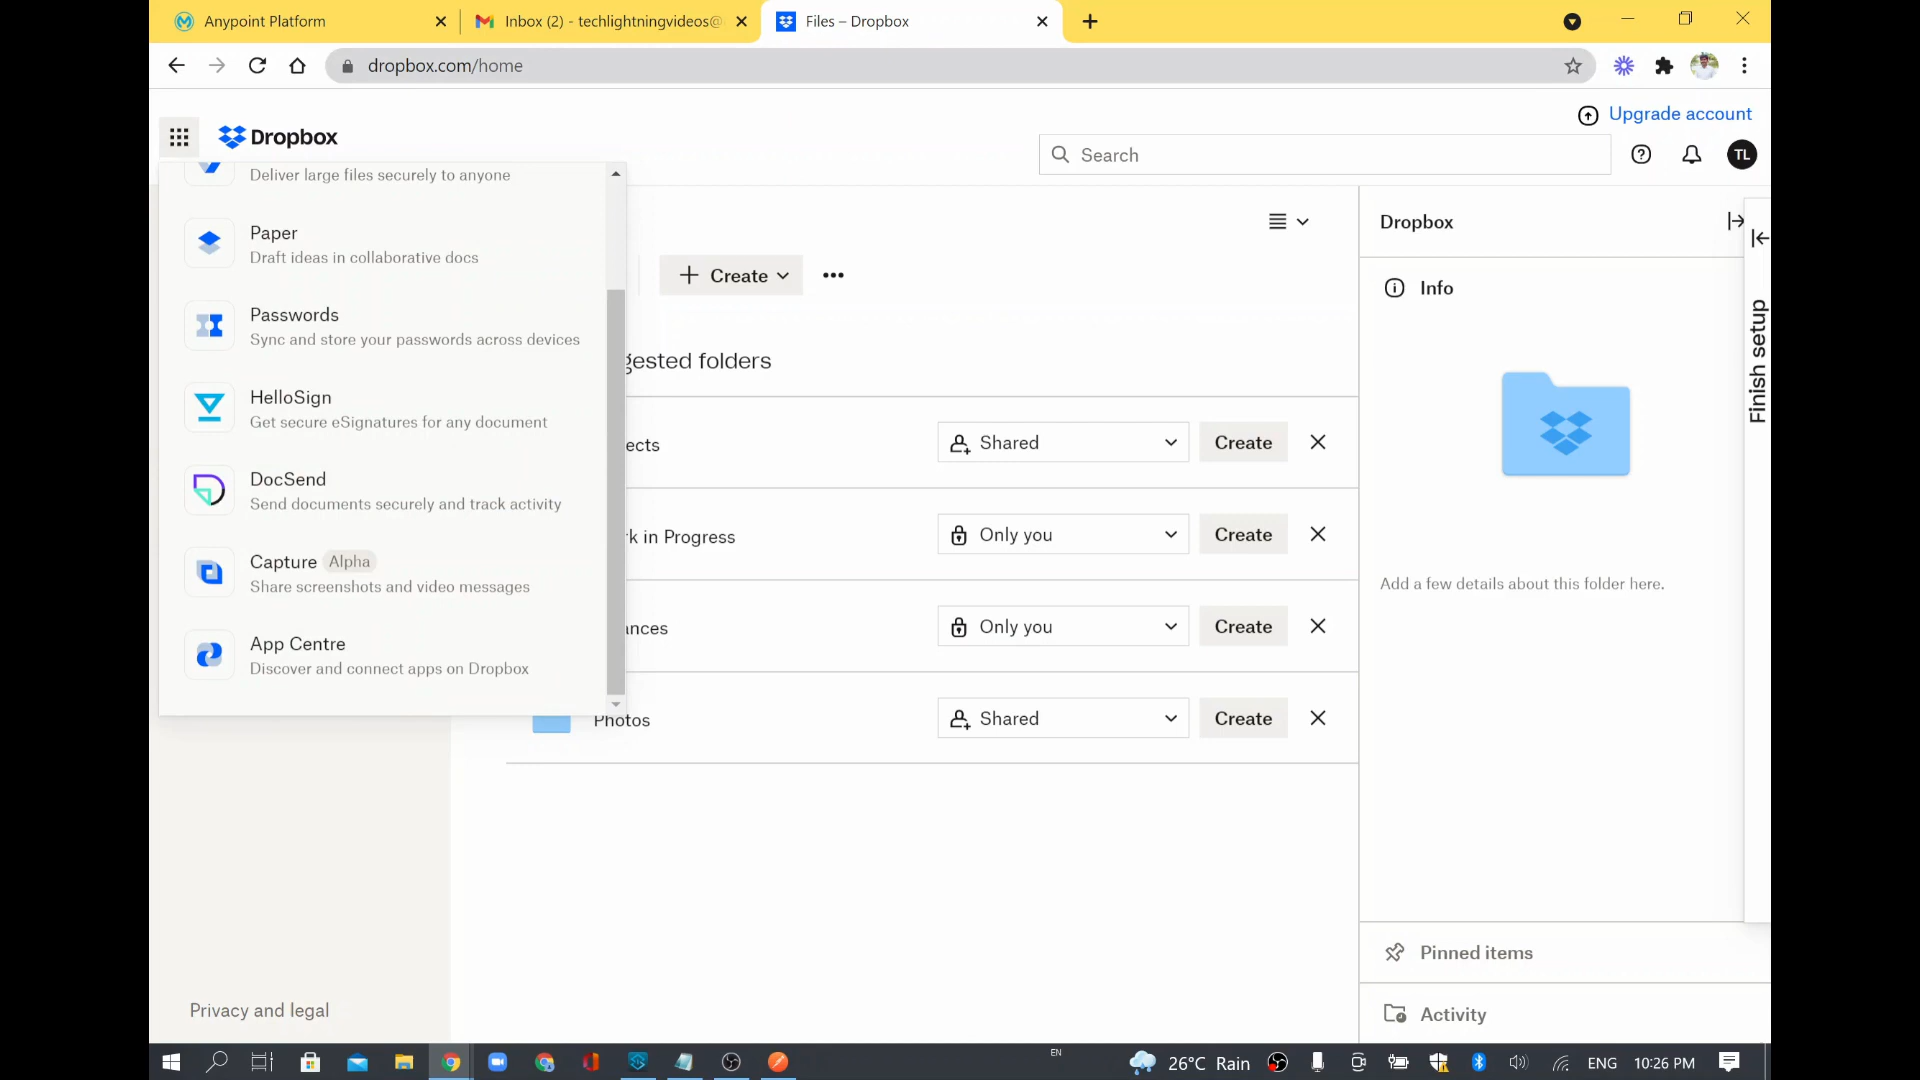 Anypoint Platform
Inbox (2) - techlightningvideos@
Files – Dropbox
dropbox.com/home
Upgrade account
Dropbox
Search
TL
Deliver large files securely to anyone
Paper
Draft ideas in collaborative docs
Passwords
Sync and store your passwords across devices
HelloSign
Get secure eSignatures for any document
DocSend
Send documents securely and track activity
Capture Alpha
Share screenshots and video messages
App Centre
Discover and connect apps on Dropbox
Privacy and legal
Create
gested folders
ects
Shared
Create
k in Progress
Only you
Create
ances
Only you
Create
Photos
Shared
Create
Dropbox
Info
Add a few details about this folder here.
Finish setup
Pinned items
Activity
EN
26°C Rain
ENG
10:26 PM